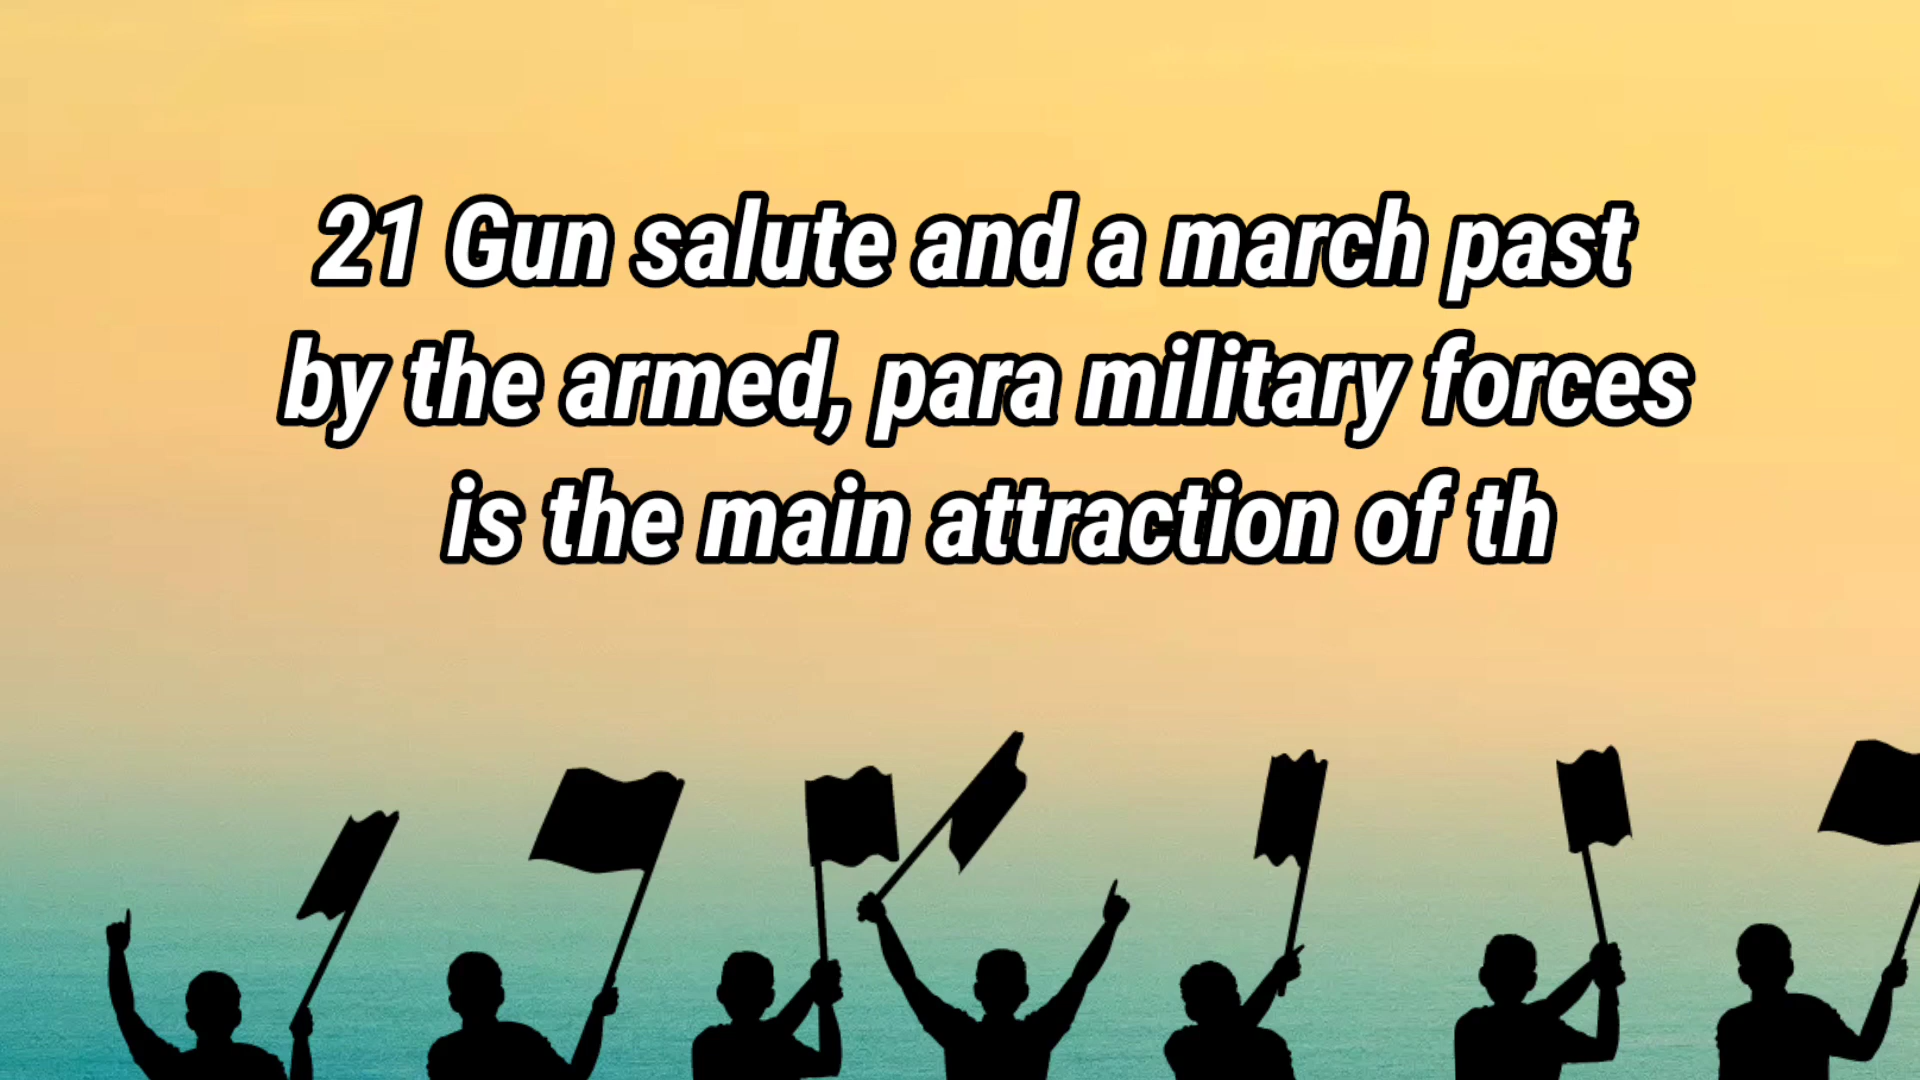 21 Gun salute and a march past
by the armed, para military forces
is the main attraction of th